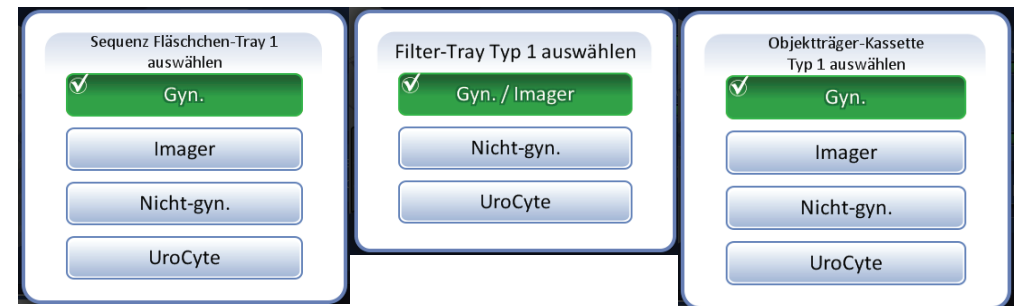 Sequenz Fläschchen-Tray 1
auswählen
Gyn.
Imager
Nicht-gyn.
UroCyte
Filter-Tray Typ 1 auswählen
Gyn. / Imager
Nicht-gyn.
UroCyte
Objektträger-Kassette
Typ 1 auswählen
Gyn.
Imager
Nicht-gyn.
UroCyte